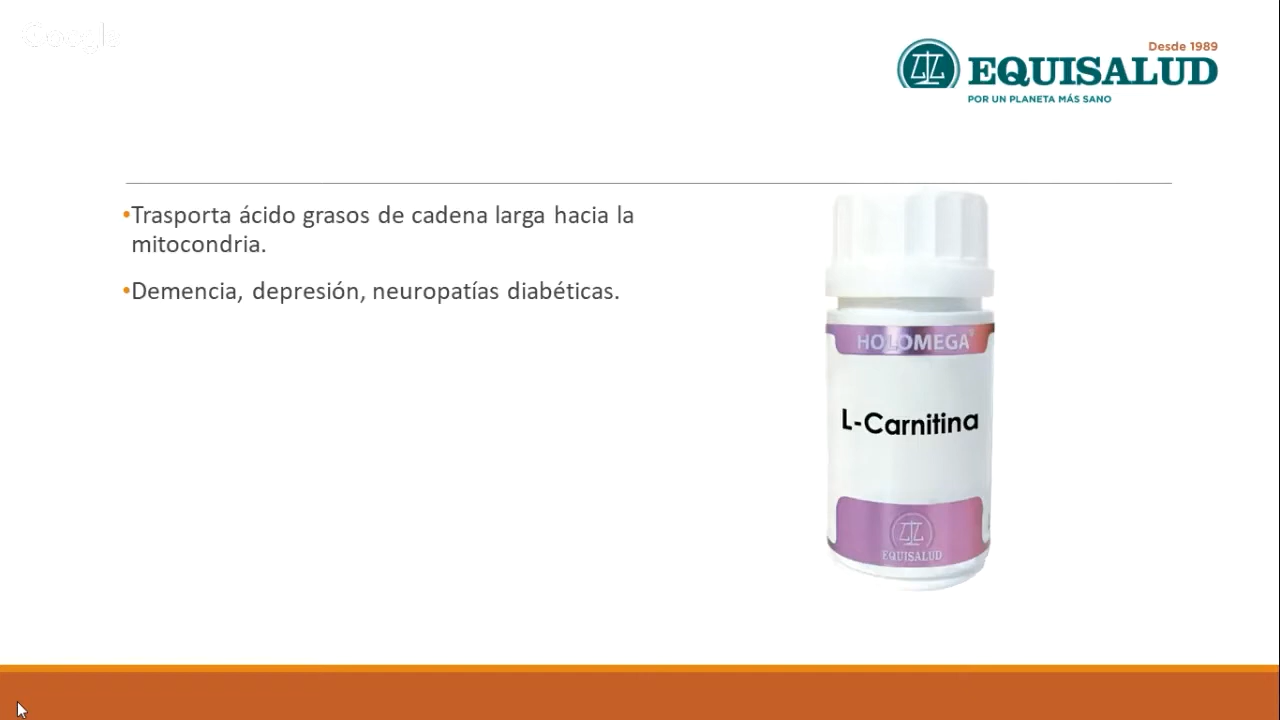 Google
Desde 1989
EQUISALUD
POR UN PLANETA MÁS SANO
•Trasporta ácido grasos de cadena larga hacia la
mitocondria.
•Demencia, depresión, neuropatías diabéticas.
HOLOMEGA®
L-Carnitina
EQUISALUD